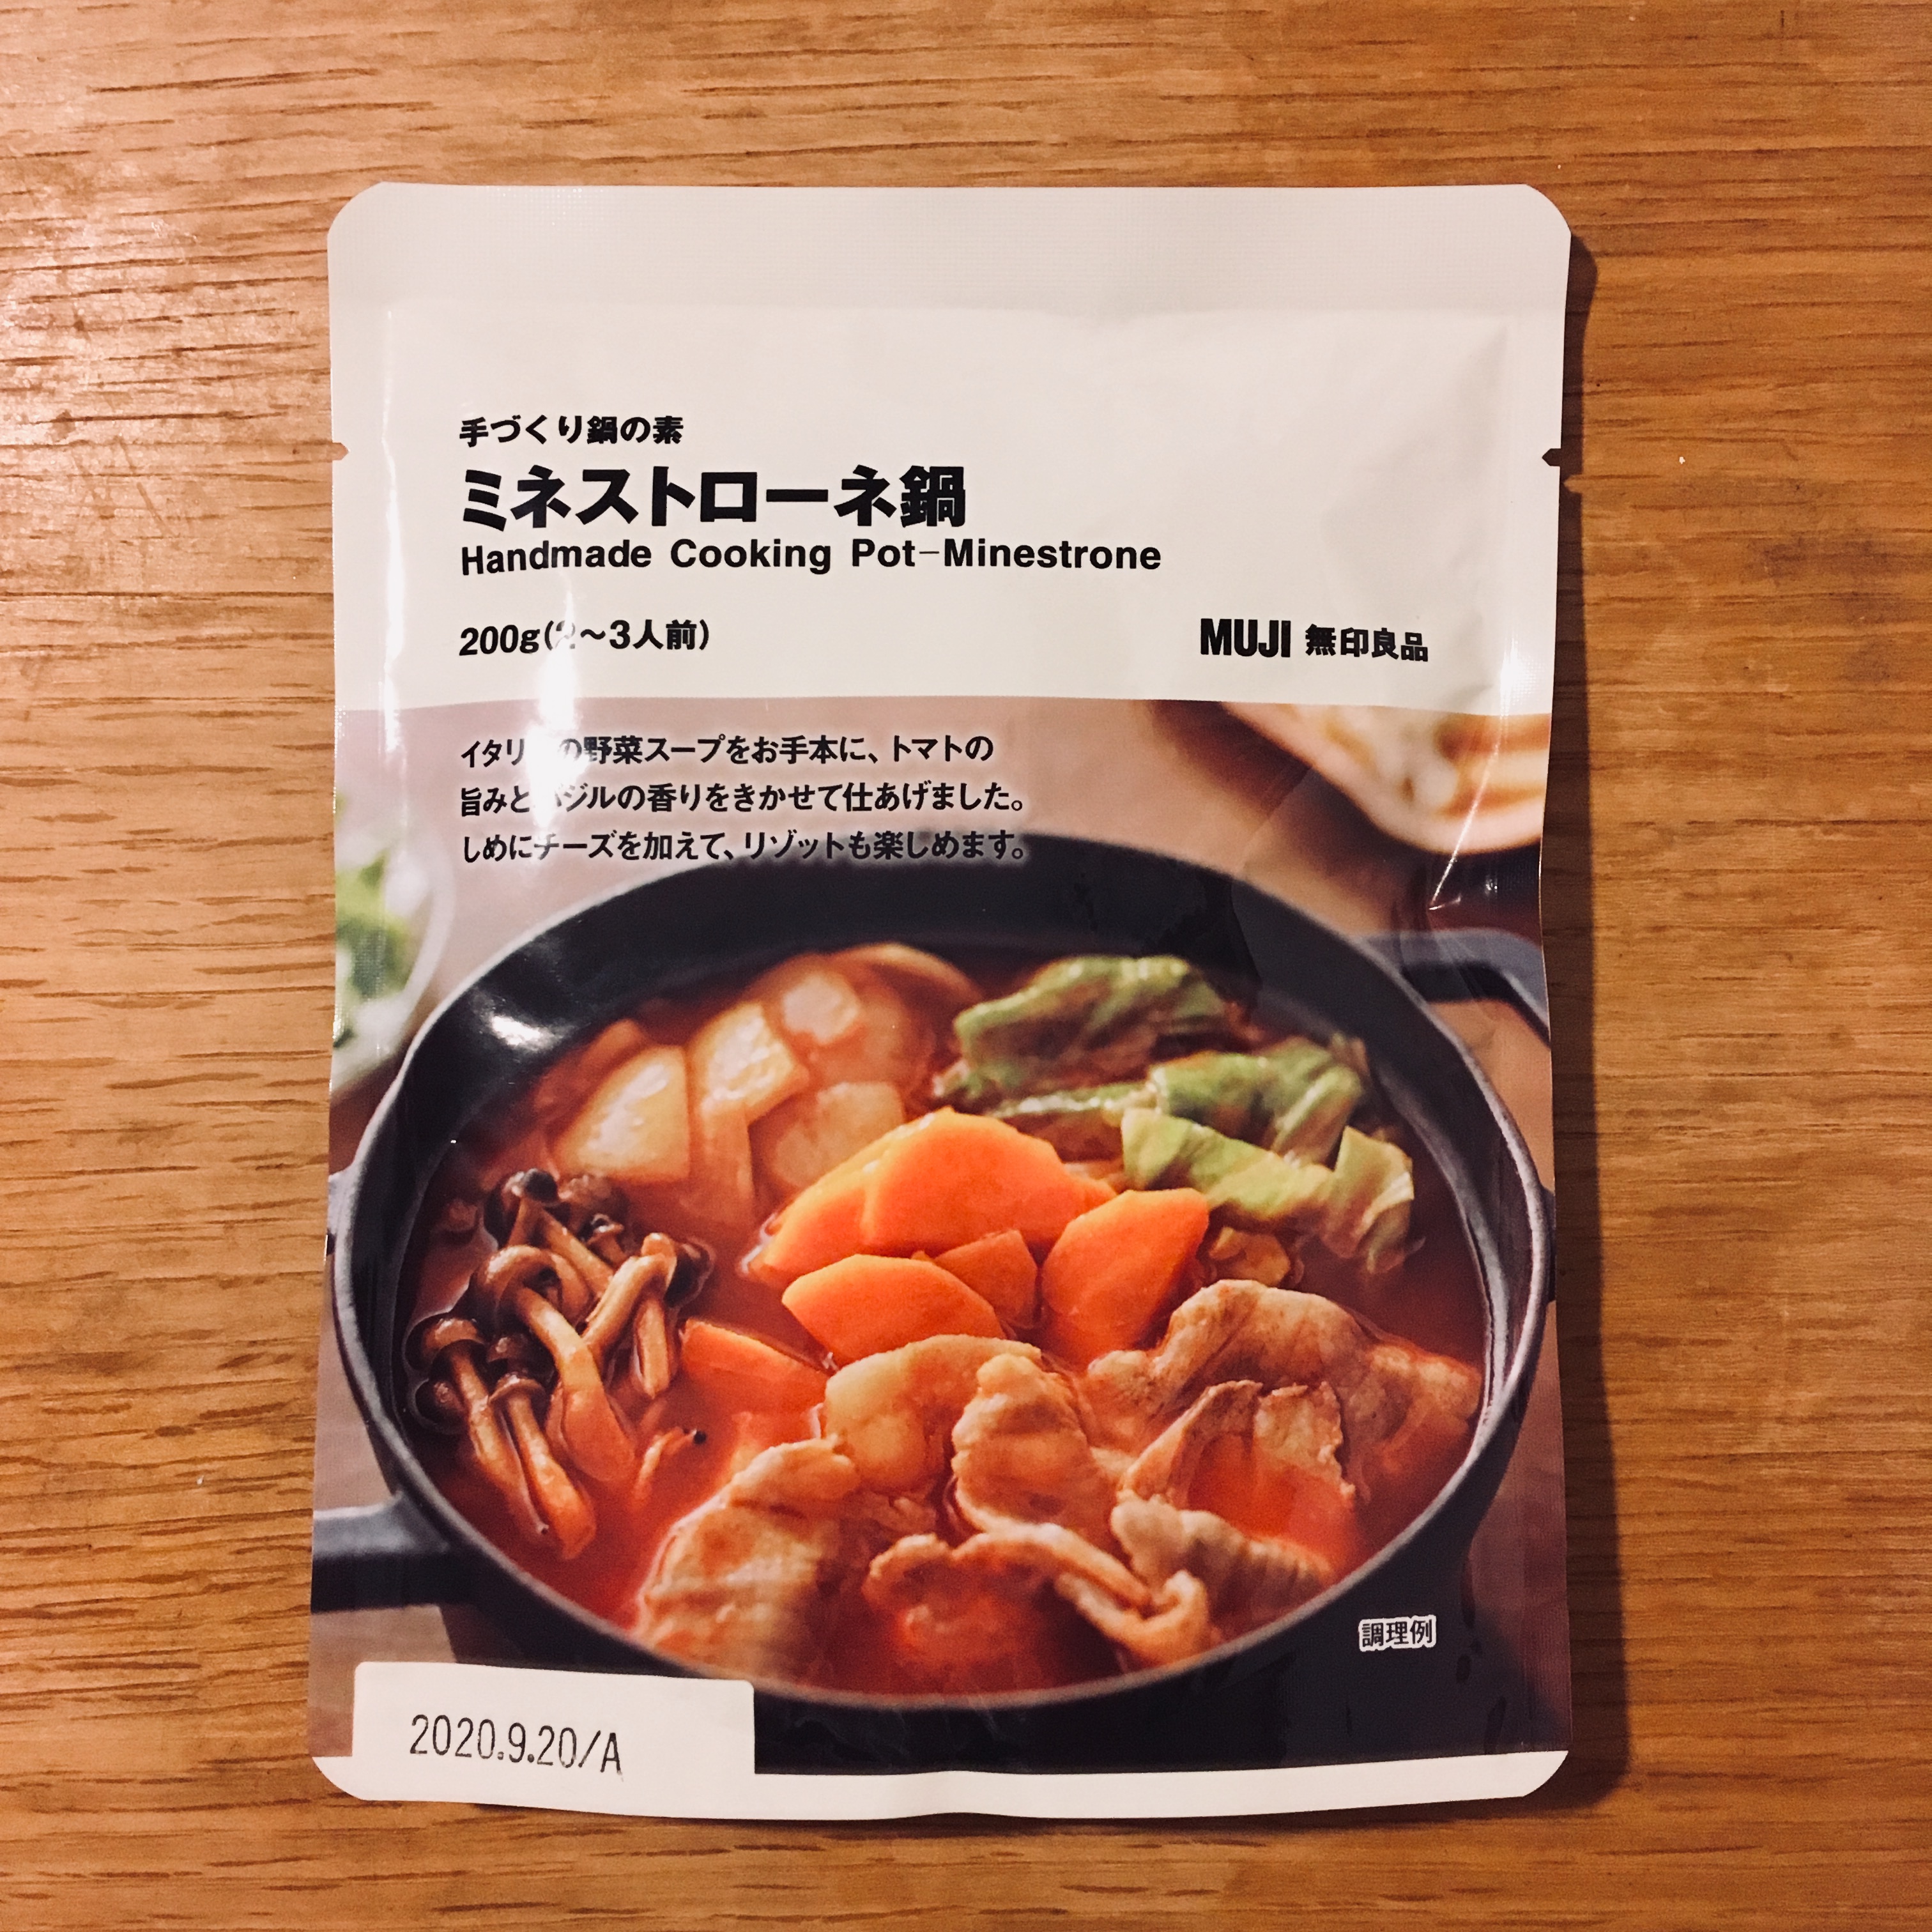 手づくり鍋の素
ミネストローネ鍋
Handmade Cooking Pot-Minestrone
200g(2～3人前)
MUJI 無印良品
イタリアの野菜スープをお手本に、トマトの
旨みとバジルの香りをきかせて仕あげました。
しめにチーズを加えて、リゾットも楽しめます。
調理例
2020.9.20/A